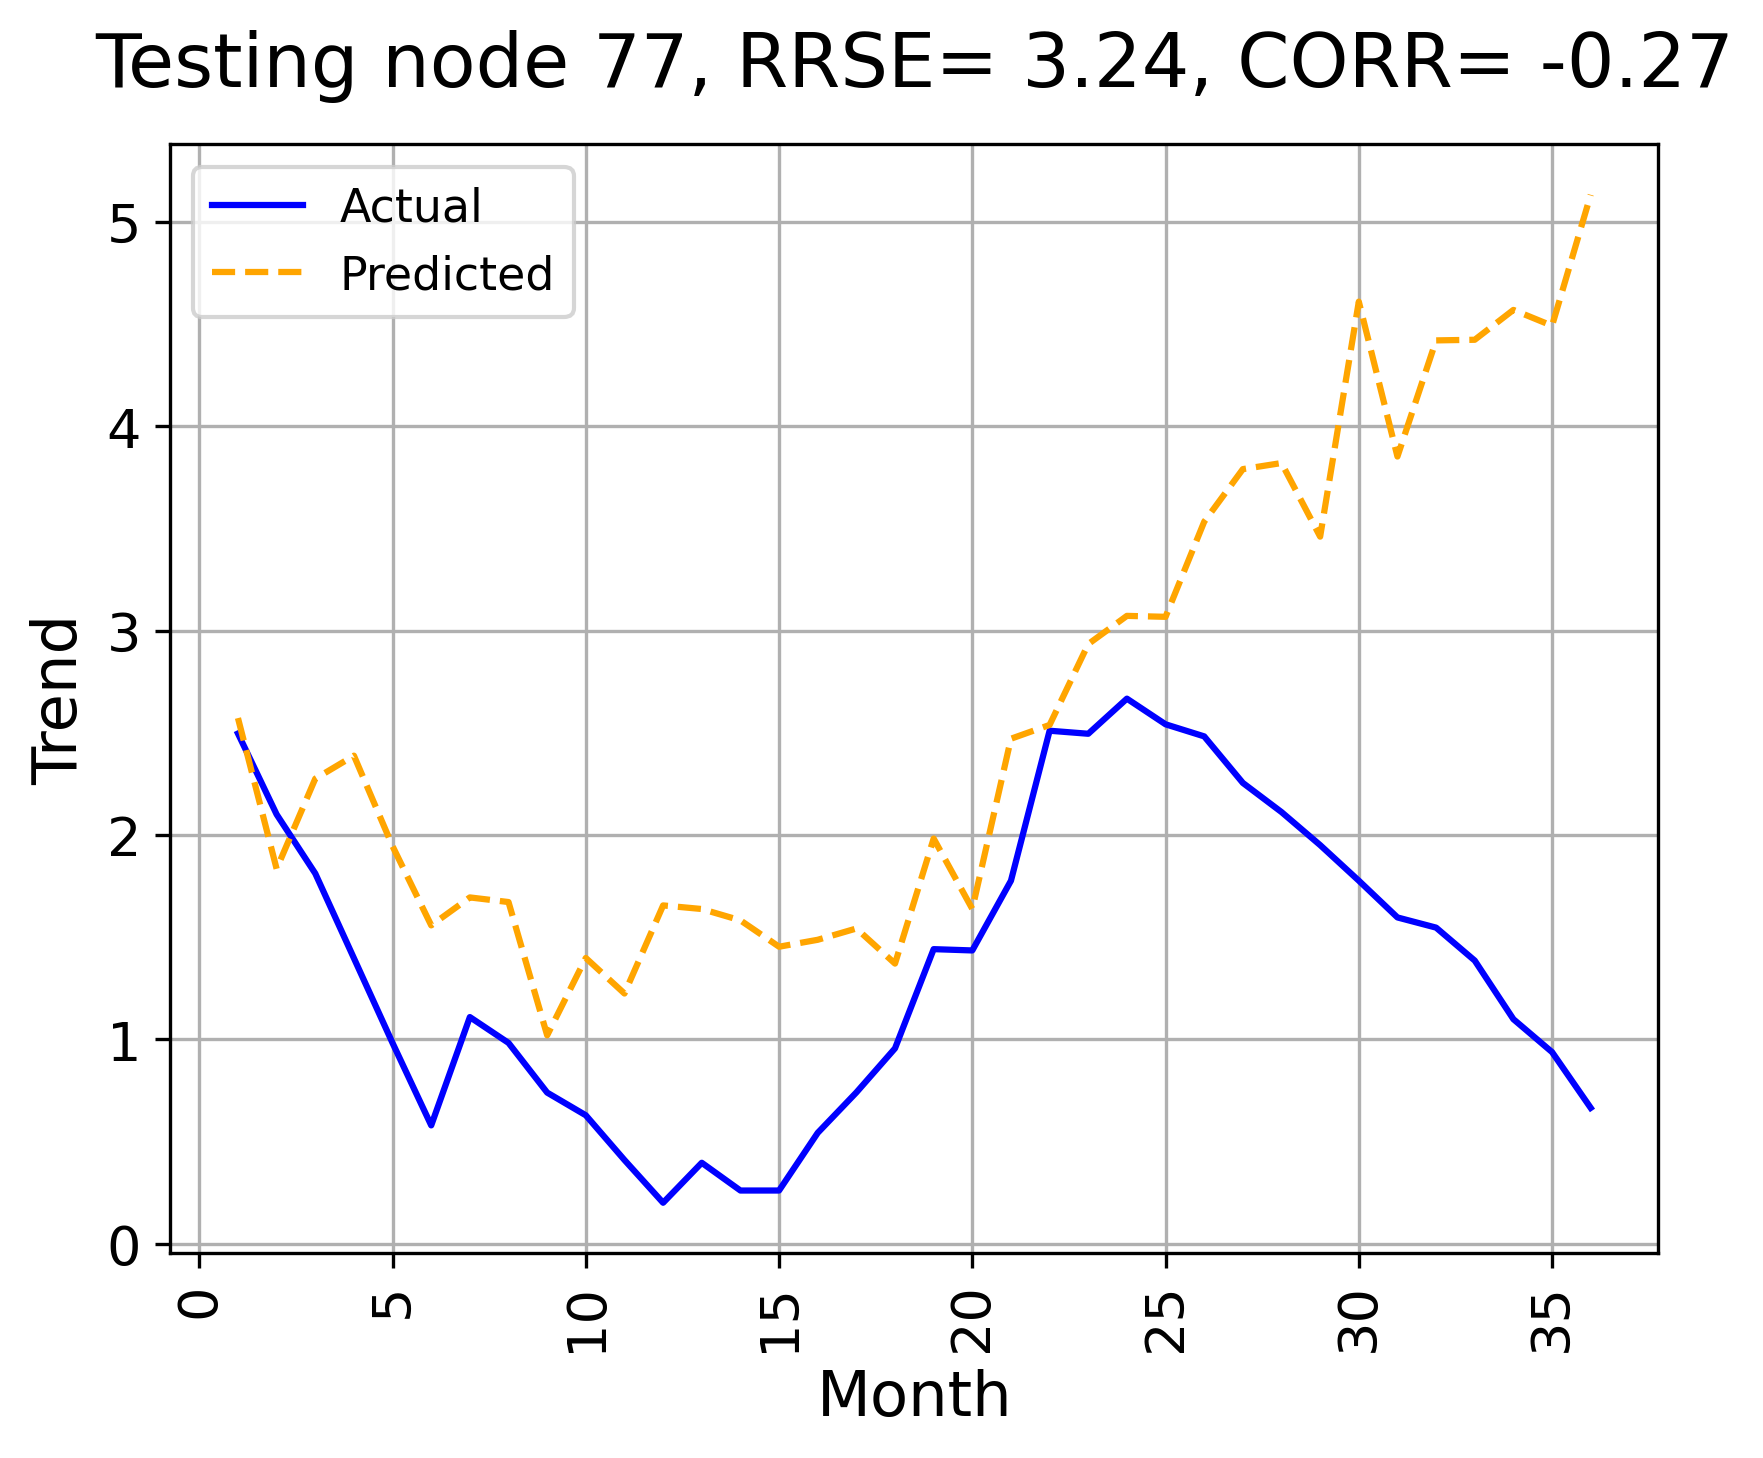 Testing node 77, RRSE= 3.24, CORR= -0.27
Actual
Predicted
Trend
5
4
3
2
1
0
0
5
10
15
20
25
30
35
Month